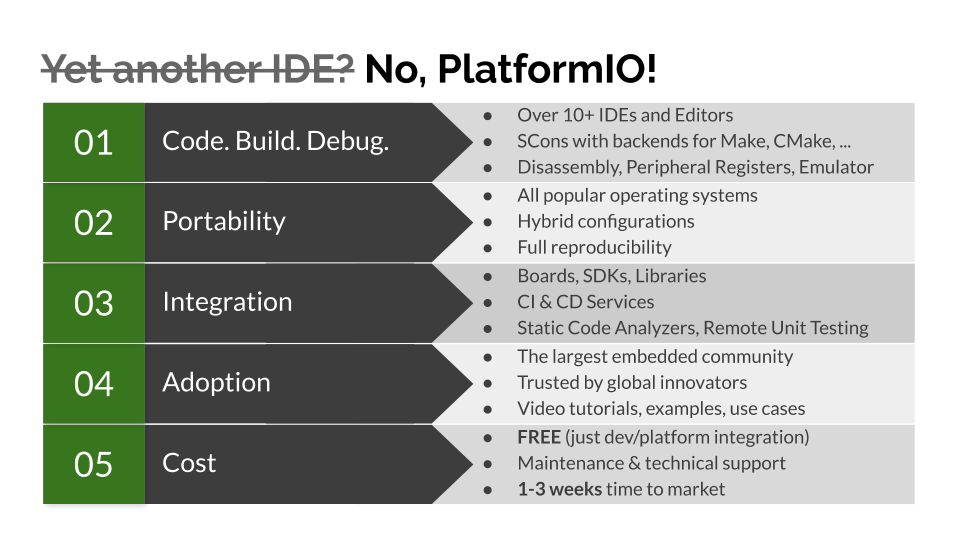 Yet another IDE? No, PlatformIO!
01
Code. Build. Debug.
● Over 10+ IDEs and Editors
● SCons with backends for Make, CMake, ...
● Disassembly, Peripheral Registers, Emulator
02
Portability
● All popular operating systems
● Hybrid configurations
● Full reproducibility
03
Integration
● Boards, SDKs, Libraries
● CI & CD Services
● Static Code Analyzers, Remote Unit Testing
04
Adoption
● The largest embedded community
● Trusted by global innovators
● Video tutorials, examples, use cases
05
Cost
● FREE (just dev/platform integration)
● Maintenance & technical support
● 1-3 weeks time to market